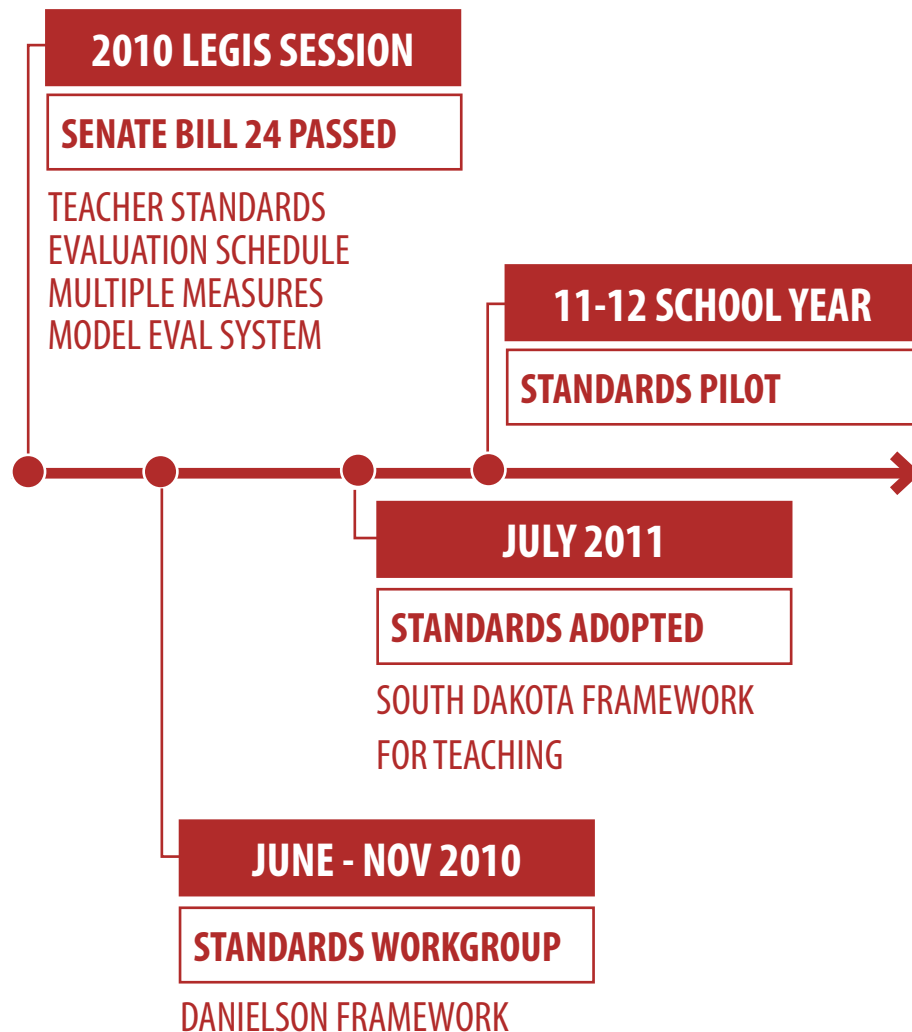 2010 LEGIS SESSION
SENATE BILL 24 PASSED
TEACHER STANDARDS
EVALUATION SCHEDULE
MULTIPLE MEASURES
MODEL EVAL SYSTEM
11-12 SCHOOL YEAR
STANDARDS PILOT
JULY 2011
STANDARDS ADOPTED
SOUTH DAKOTA FRAMEWORK
FOR TEACHING
JUNE - NOV 2010
STANDARDS WORKGROUP
DANIELSON FRAMEWORK